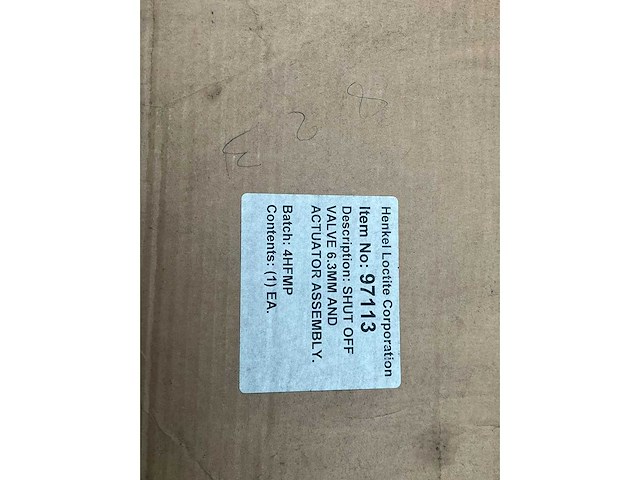 Henkel Loctite Corporation
Item No: 97113
Description: SHUT OFF
VALVE 6.3MM AND
ACTUATOR ASSEMBLY.
Batch: 4HFMP
Contents: (1) EA.